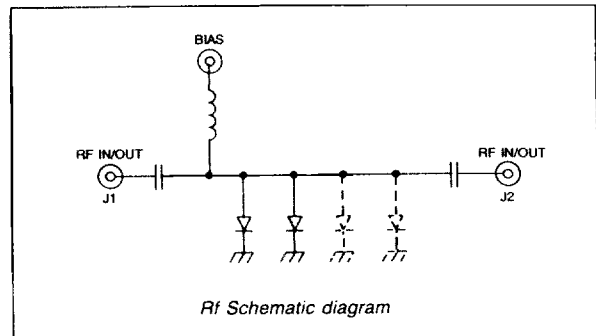 BIAS
RF IN/OUT
RF IN/OUT
J1
J2
Rf Schematic diagram